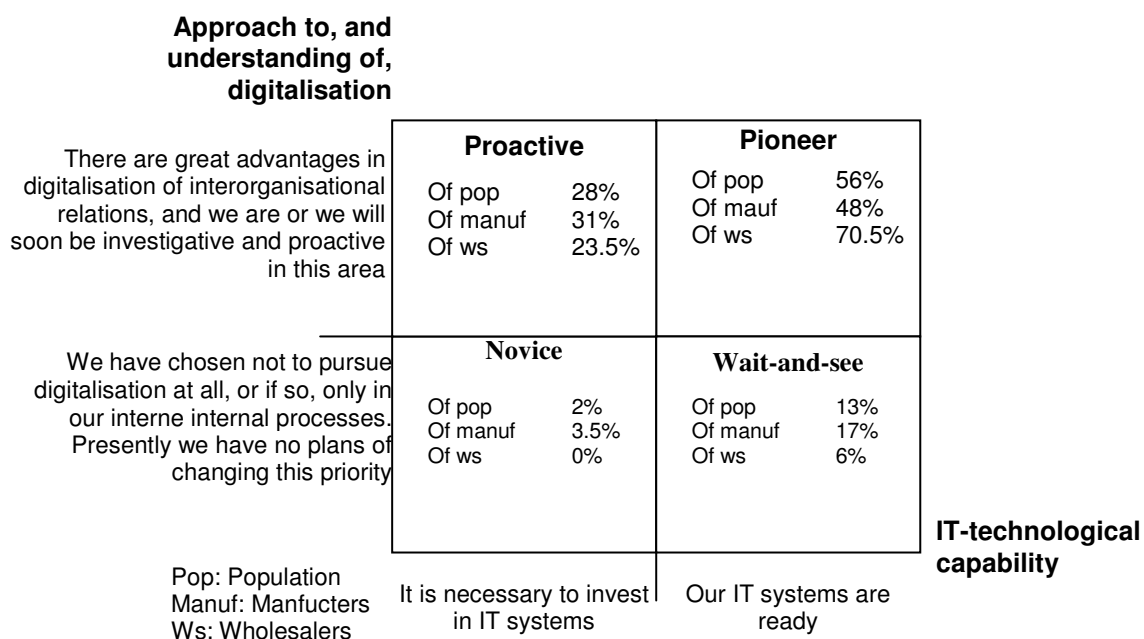 Approach to, and
understanding of,
digitalisation
There are great advantages in
digitalisation of interorganisational
relations, and we are or we will
soon be investigative and proactive
in this area
Proactive
Of pop 28%
Of manuf 31%
Of ws 23.5%
Pioneer
Of pop 56%
Of mauf 48%
Of ws 70.5%
We have chosen not to pursue
digitalisation at all, or if so, only in
our interne internal processes.
Presently we have no plans of
changing this priority
Novice
Of pop 2%
Of manuf 3.5%
Of ws 0%
Wait-and-see
Of pop 13%
Of manuf 17%
Of ws 6%
IT-technological
capability
Pop: Population
Manuf: Manfucters
Ws: Wholesalers
It is necessary to invest
in IT systems
Our IT systems are
ready